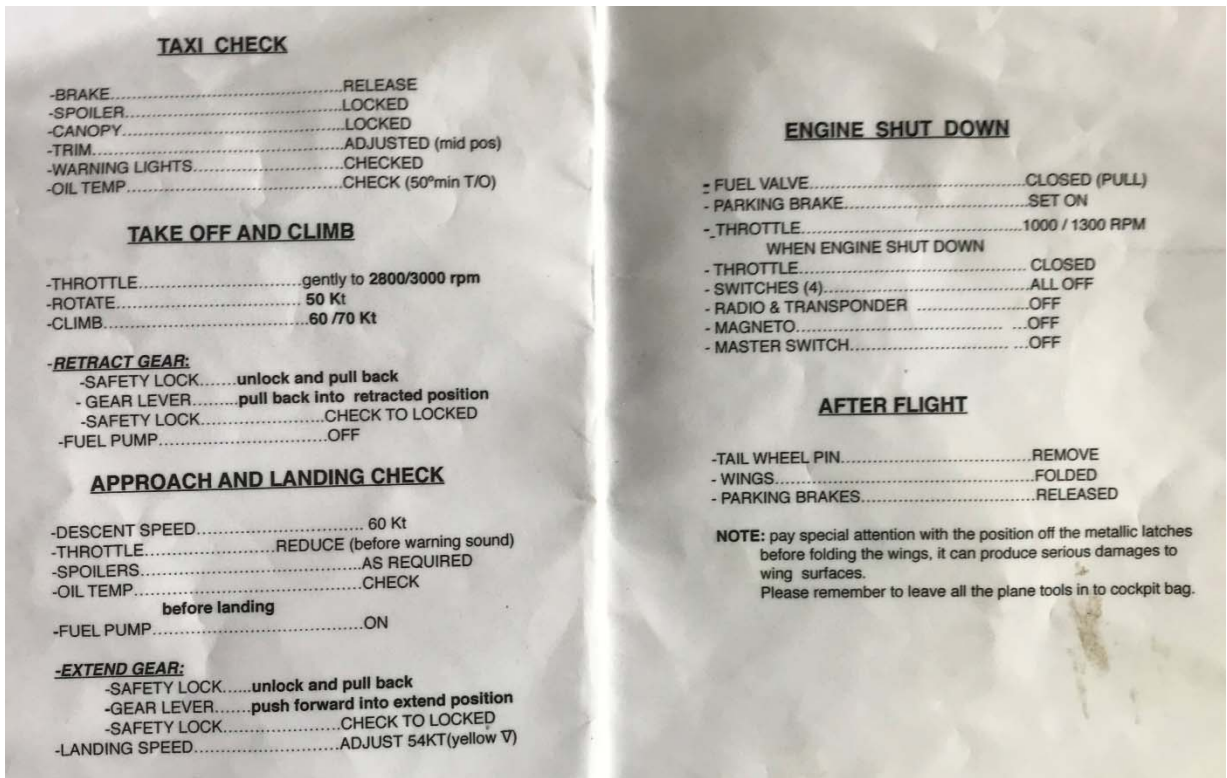 TAXI CHECK
-BRAKE..........................................RELEASE
-SPOILER.......................................LOCKED
-CANOPY.......................................LOCKED
-TRIM............................................ADJUSTED (mid pos)
-WARNING LIGHTS..........................CHECKED
-OIL TEMP.....................................CHECK (50ºmin T/O)
TAKE OFF AND CLIMB
-THROTTLE..............................gently to 2800/3000 rpm
-ROTATE................................. 50 Kt
-CLIMB....................................60 /70 Kt
-RETRACT GEAR:
-SAFETY LOCK.......unlock and pull back
- GEAR LEVER........pull back into retracted position
-SAFETY LOCK.......................CHECK TO LOCKED
-FUEL PUMP...............................OFF
APPROACH AND LANDING CHECK
-DESCENT SPEED............................... 60 Kt
-THROTTLE.......................REDUCE (before warning sound)
-SPOILERS.......................................AS REQUIRED
-OIL TEMP.......................................CHECK
before landing
-FUEL PUMP.....................................ON
-EXTEND GEAR:
-SAFETY LOCK......unlock and pull back
-GEAR LEVER.......push forward into extend position
-SAFETY LOCK.....................CHECK TO LOCKED
-LANDING SPEED..........................ADJUST 54KT(yellow ∇)
ENGINE SHUT DOWN
- FUEL VALVE.......................................CLOSED (PULL)
- PARKING BRAKE.................................SET ON
- THROTTLE........................................1000 / 1300 RPM
WHEN ENGINE SHUT DOWN
- THROTTLE......................................... CLOSED
- SWITCHES (4).....................................ALL OFF
- RADIO & TRANSPONDER ....................OFF
- MAGNETO................................. ...OFF
- MASTER SWITCH............................ ...OFF
AFTER FLIGHT
-TAIL WHEEL PIN..................................REMOVE
- WINGS.............................................FOLDED
- PARKING BRAKES...............................RELEASED
NOTE: pay special attention with the position off the metallic latches
before folding the wings, it can produce serious damages to
wing surfaces.
Please remember to leave all the plane tools in to cockpit bag.